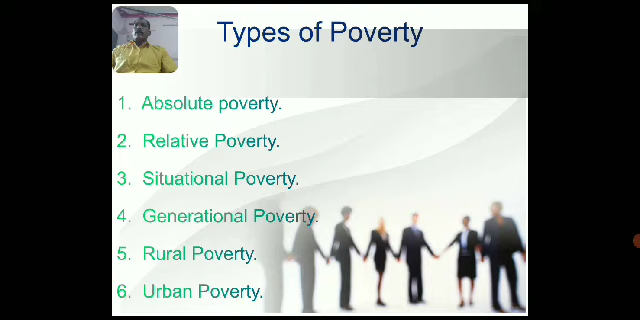 Types of Poverty
1. Absolute poverty.
2. Relative Poverty.
3. Situational Poverty.
4. Generational Poverty.
5. Rural Poverty.
6. Urban Poverty.